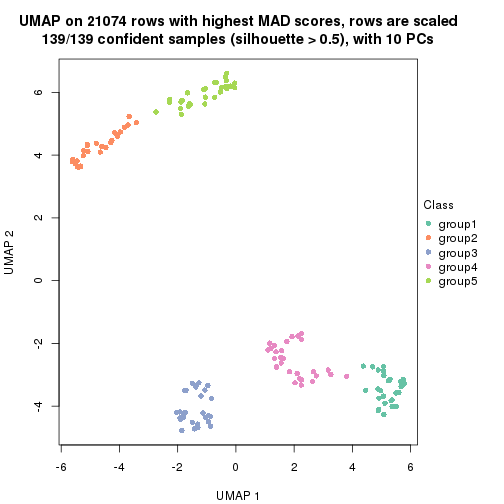 UMAP on 21074 rows with highest MAD scores, rows are scaled
139/139 confident samples (silhouette > 0.5), with 10 PCs
6
4
2
0
-2
-4
UMAP 2
-6
-4
-2
0
2
4
6
UMAP 1
Class
group1
group2
group3
group4
group5